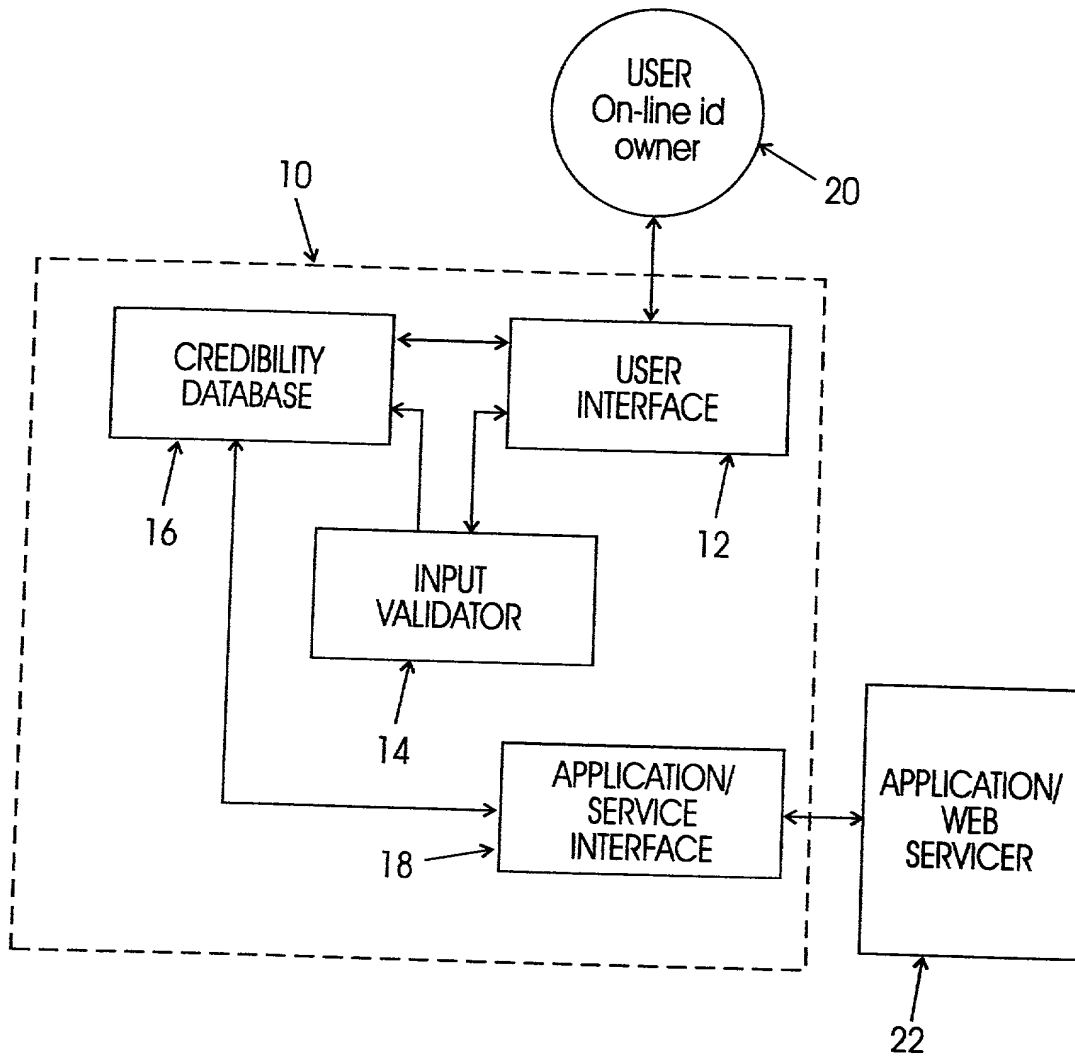 USER
On-line id
owner
20
10
CREDIBILITY
DATABASE
USER
INTERFACE
16
12
INPUT
VALIDATOR
14
APPLICATION/
SERVICE
INTERFACE
18
APPLICATION/
WEB
SERVICER
22